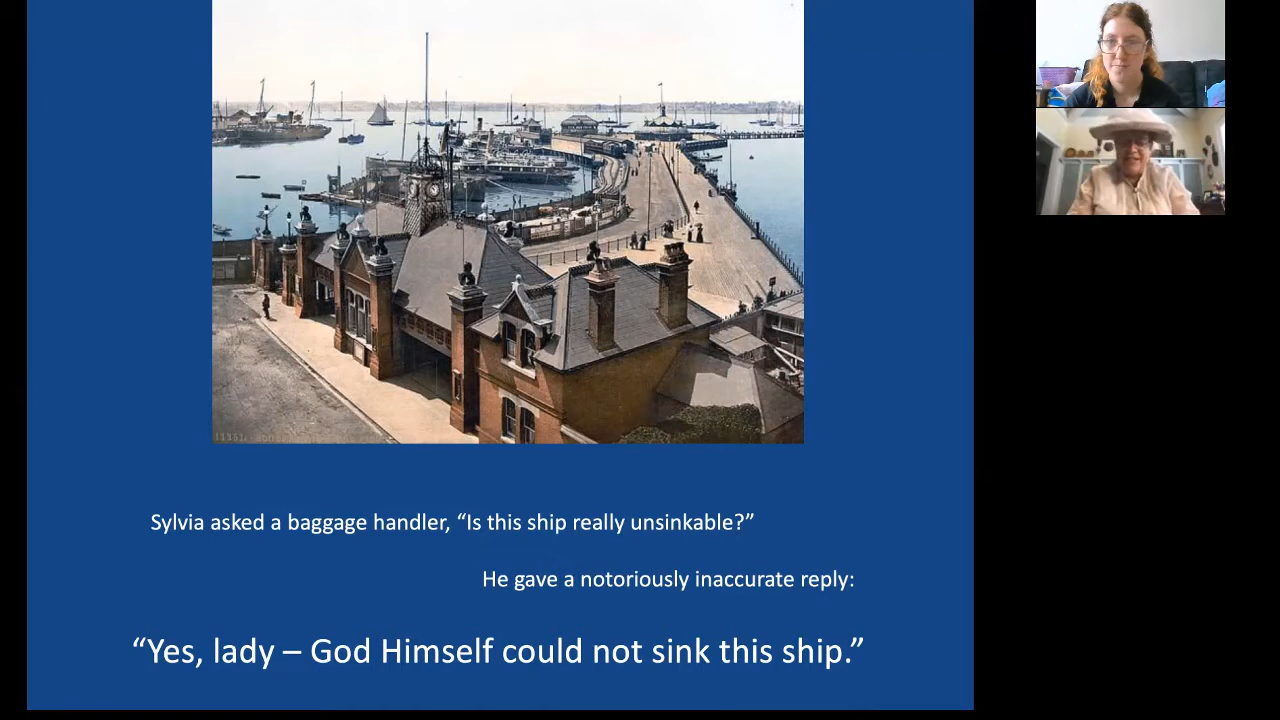 Sylvia asked a baggage handler, “Is this ship really unsinkable?”
He gave a notoriously inaccurate reply:
“Yes, lady – God Himself could not sink this ship.”